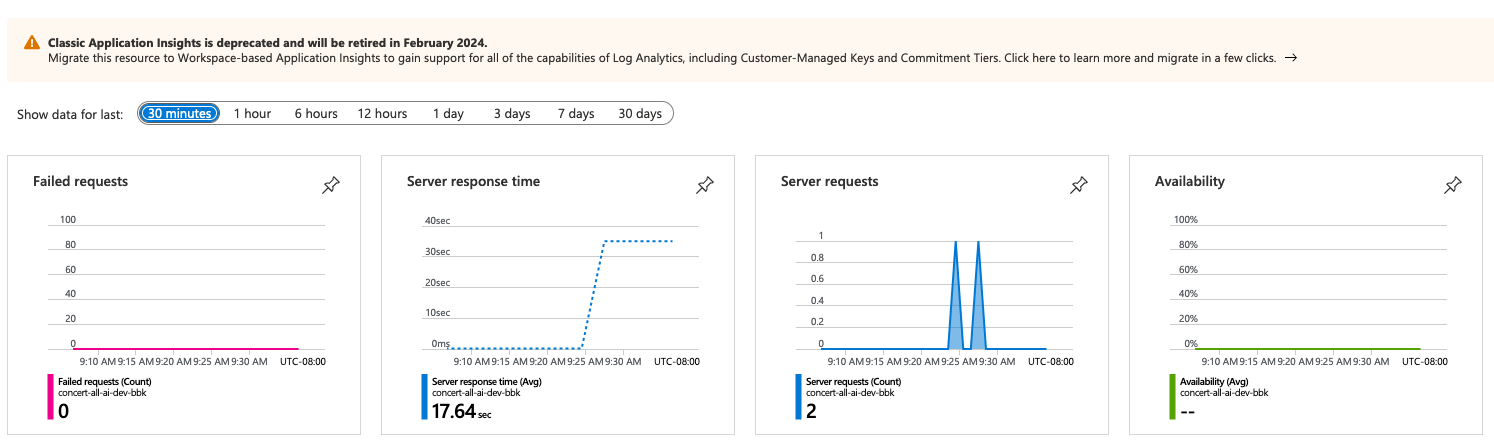 Classic Application Insights is deprecated and will be retired in February 2024.
Migrate this resource to Workspace-based Application Insights to gain support for all of the capabilities of Log Analytics, including Customer-Managed Keys and Commitment Tiers. Click here to learn more and migrate in a few clicks. →
Show data for last: 30 minutes 1 hour 6 hours 12 hours 1 day 3 days 7 days 30 days
Failed requests
100
80
60
40
20
0
9:10 AM 9:15 AM 9:20 AM 9:25 AM 9:30 AM UTC-08:00
Failed requests (Count)
concert-all-ai-dev-bbk
0
Server response time
40sec
30sec
20sec
10sec
0ms
9:10 AM 9:15 AM 9:20 AM 9:25 AM 9:30 AM UTC-08:00
Server response time (Avg)
concert-all-ai-dev-bbk
17.64 sec
Server requests
1
0.8
0.6
0.4
0.2
0
9:10 AM 9:15 AM 9:20 AM 9:25 AM 9:30 AM UTC-08:00
Server requests (Count)
concert-all-ai-dev-bbk
2
Availability
100%
80%
60%
40%
20%
0%
9:10 AM 9:15 AM 9:20 AM 9:25 AM 9:30 AM UTC-08:00
Availability (Avg)
concert-all-ai-dev-bbk
--